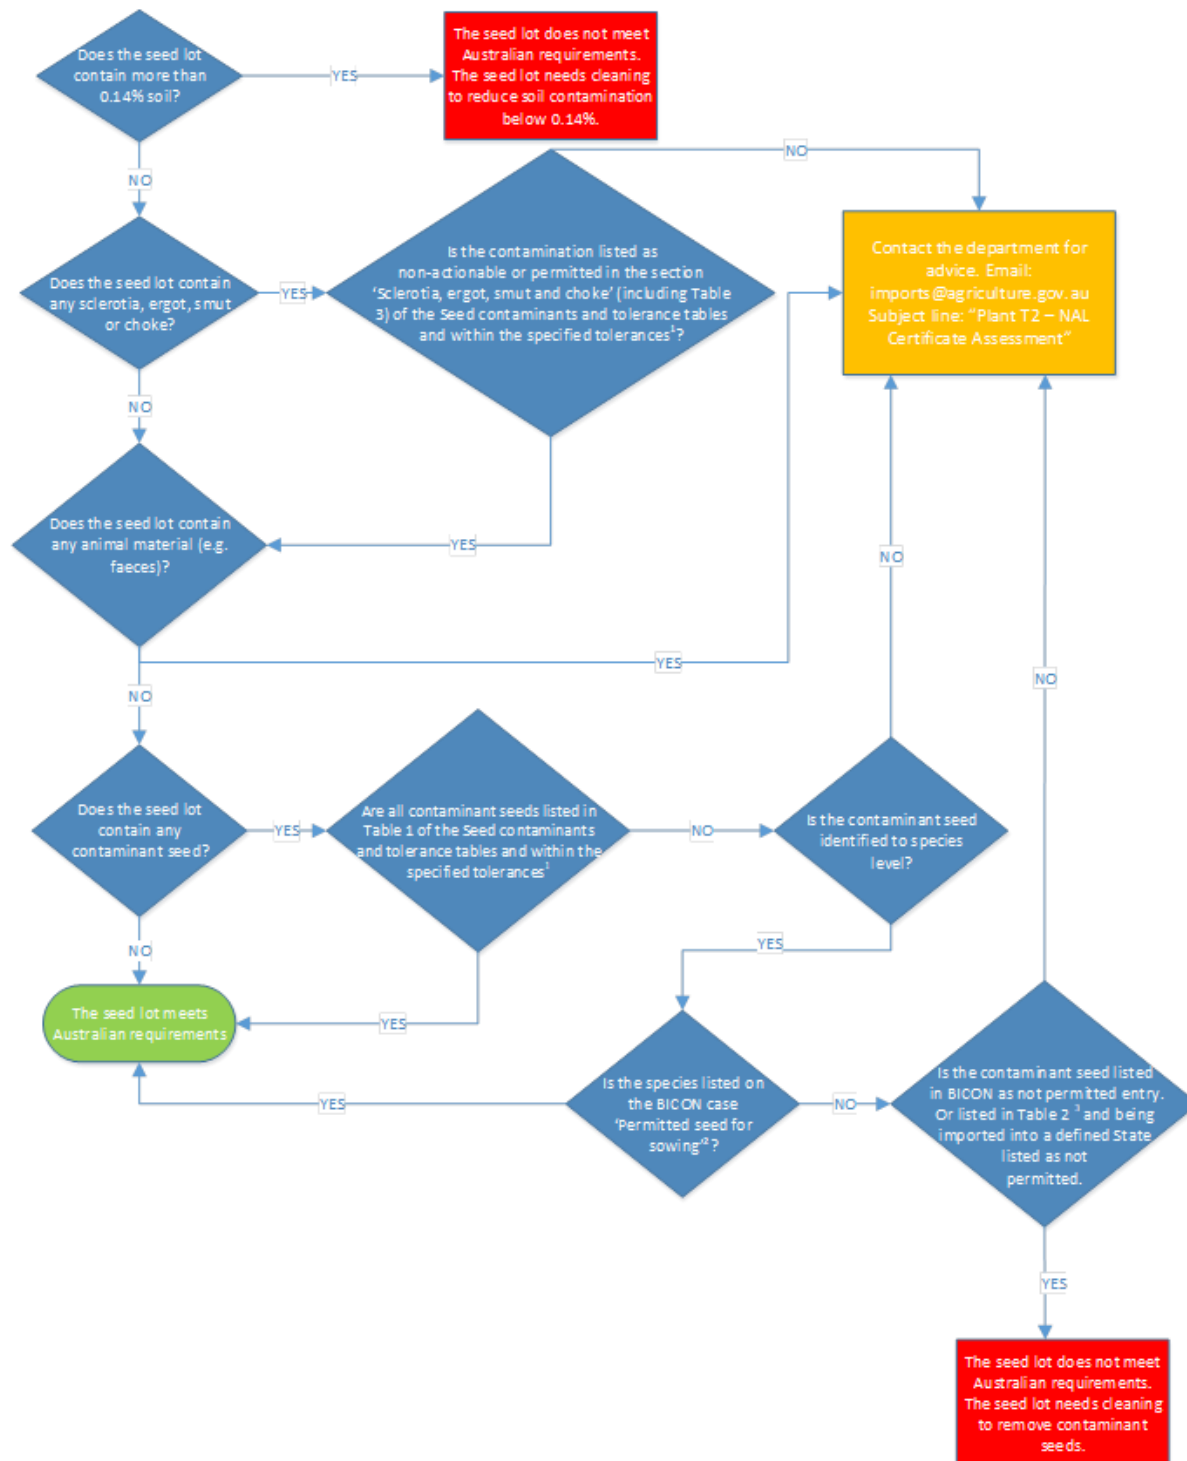 Does the seed lot
contain more than
0.14% soil?
YES
The seed lot does not meet
Australian requirements.
The seed lot needs cleaning
to reduce soil contamination
below 0.14%.
NO
NO
Does the seed lot contain
any sclerotia, ergot, smut
or choke?
YES
Is the contamination listed as
non-actionable or permitted in the section
‘Sclerotia, ergot, smut and choke’ (including Table
3) of the Seed contaminants and tolerance tables
and within the specified tolerances¹?
Contact the department for
advice. Email:
imports@agriculture.gov.au
Subject line: “Plant T2 – NAL
Certificate Assessment”
NO
Does the seed lot contain
any animal material (e.g.
faeces)?
YES
NO
YES
NO
NO
Does the seed lot
contain any
contaminant seed?
YES
Are all contaminant seeds listed in
Table 1 of the Seed contaminants
and tolerance tables and within the
specified tolerances¹
NO
Is the contaminant seed
identified to species
level?
NO
YES
The seed lot meets
Australian requirements
YES
YES
Is the species listed on
the BICON case
‘Permitted seed for
sowing’²?
NO
Is the contaminant seed listed
in BICON as not permitted entry.
Or listed in Table 2 ³ and being
imported into a defined State
listed as not
permitted.
YES
The seed lot does not meet
Australian requirements.
The seed lot needs cleaning
to remove contaminant
seeds.